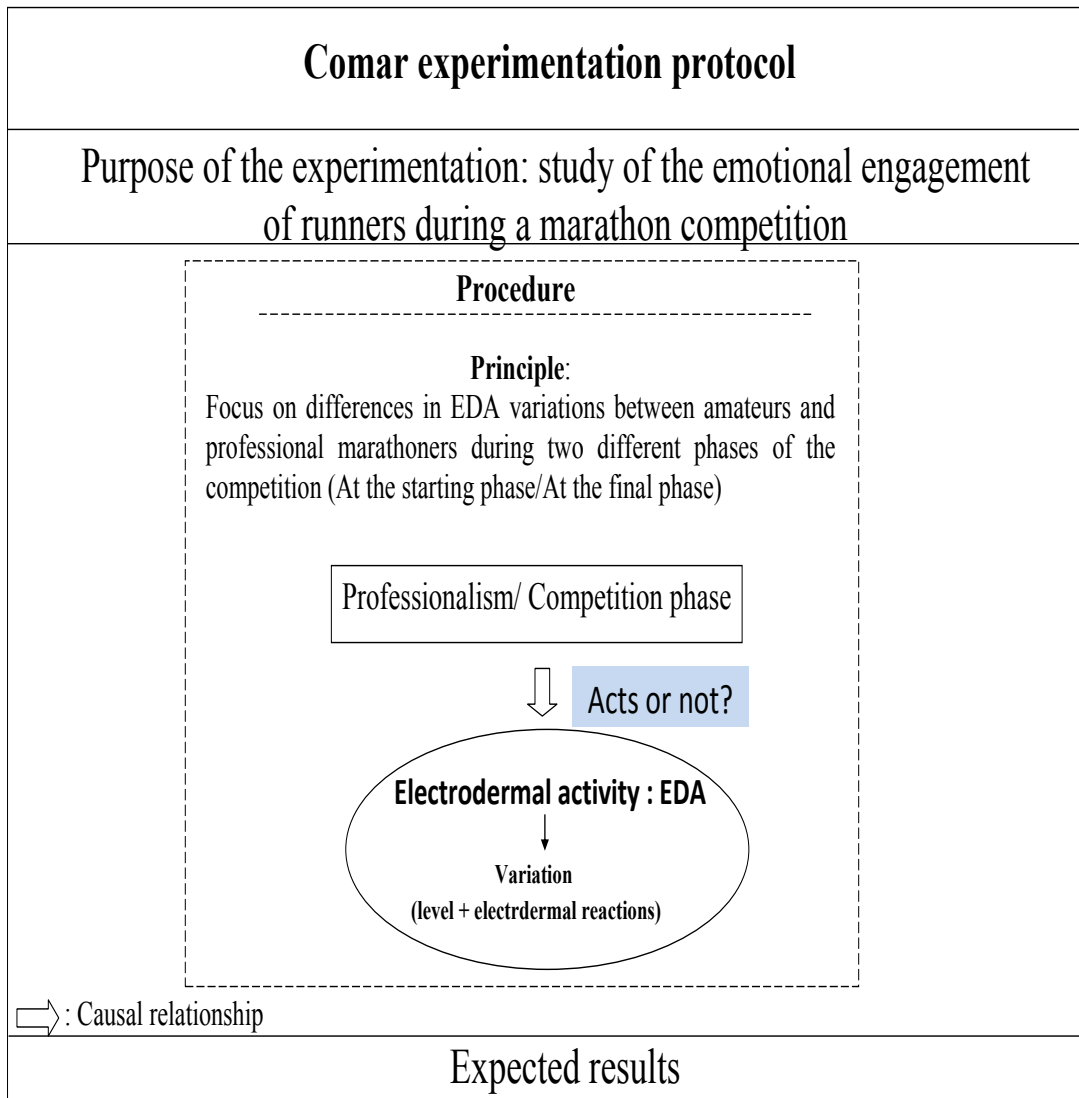 Comar experimentation protocol
Purpose of the experimentation: study of the emotional engagement
of runners during a marathon competition
Procedure
Principle:
Focus on differences in EDA variations between amateurs and
professional marathoners during two different phases of the
competition (At the starting phase/At the final phase)
Professionalism/ Competition phase
Acts or not?
Electrodermal activity : EDA
Variation
(level + electrdermal reactions)
: Causal relationship
Expected results